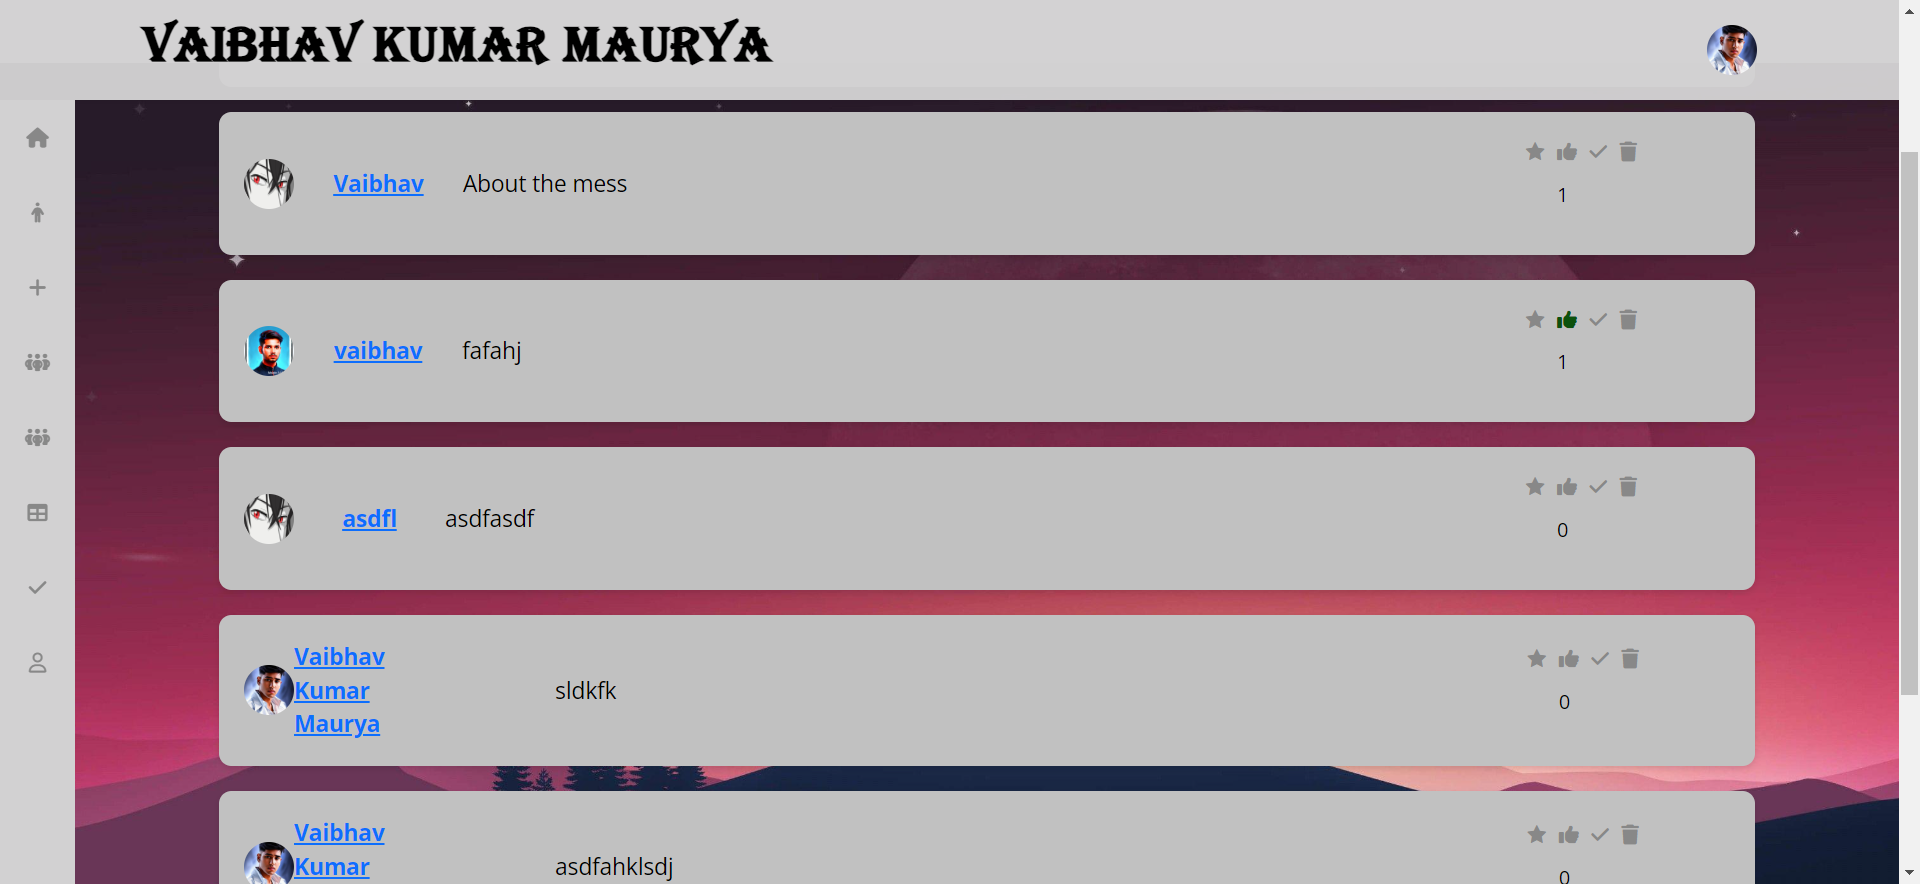 VAIBHAV KUMAR MAURYA
Vaibhav About the mess
1
vaibhav fafahj
1
asdfl asdfasdf
0
Vaibhav
Kumar
Maurya
sldkfk
0
Vaibhav
Kumar
asdfahklsdj
0